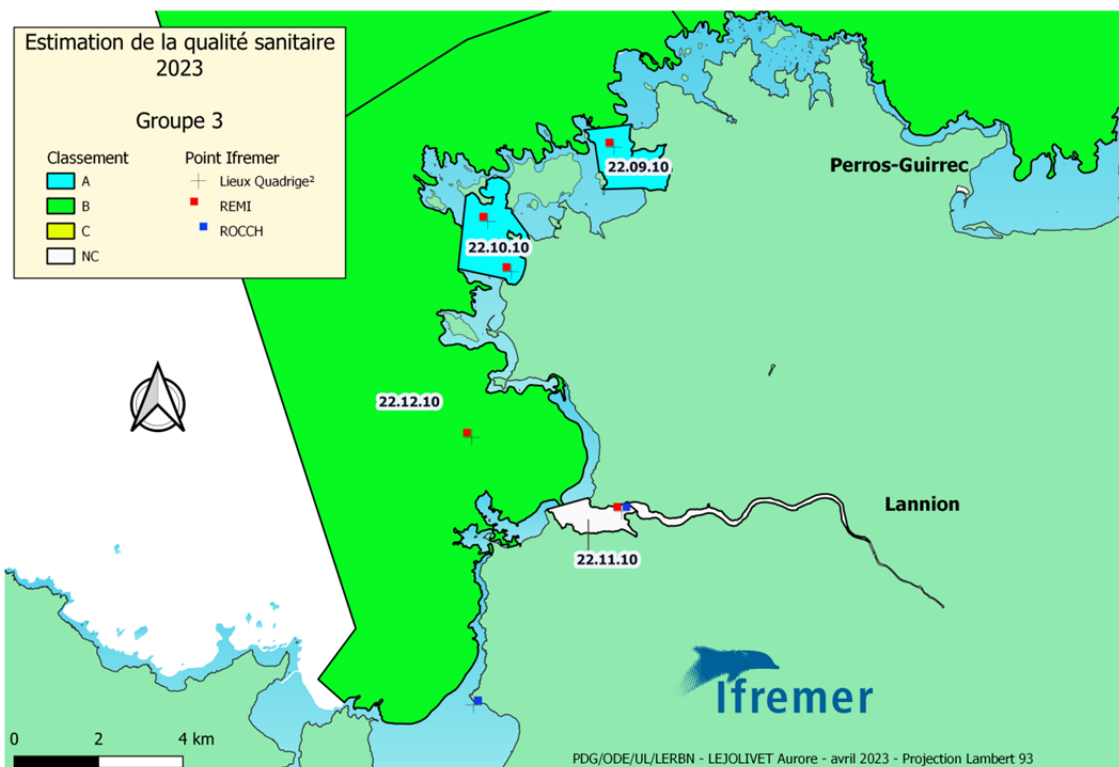 Estimation de la qualité sanitaire
2023
Groupe 3
Classement
A
B
C
NC
Point Ifremer
Lieux Quadrige²
REMI
ROCCH
22.09.10
Perros-Guirrec
22.10.10
22.12.10
Lannion
22.11.10
Ifremer
0 2 4 km
PDG/ODE/UL/LERBN - LEJOLIVET Aurore - avril 2023 - Projection Lambert 93